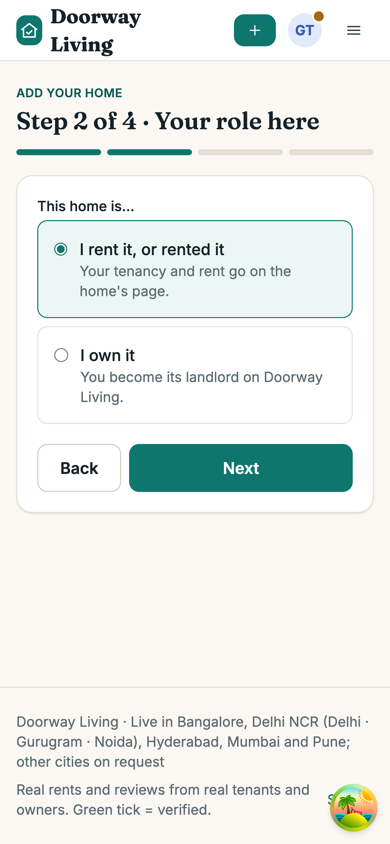 Doorway
Living
+
GT
ADD YOUR HOME
Step 2 of 4 · Your role here
This home is...
I rent it, or rented it
Your tenancy and rent go on the
home's page.
I own it
You become its landlord on Doorway
Living.
Back
Next
Doorway Living · Live in Bangalore, Delhi NCR (Delhi ·
Gurugram · Noida), Hyderabad, Mumbai and Pune;
other cities on request
Real rents and reviews from real tenants and
owners. Green tick = verified.